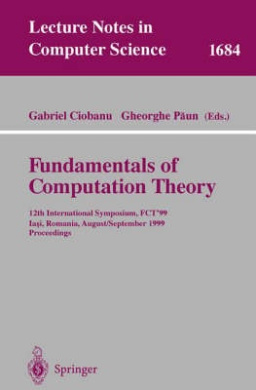 Lecture Notes in
Computer Science 1684
Gabriel Ciobanu Gheorghe Păun (Eds.)
Fundamentals of
Computation Theory
12th International Symposium, FCT'99
Iaşi, Romania, August/September 1999
Proceedings
Springer